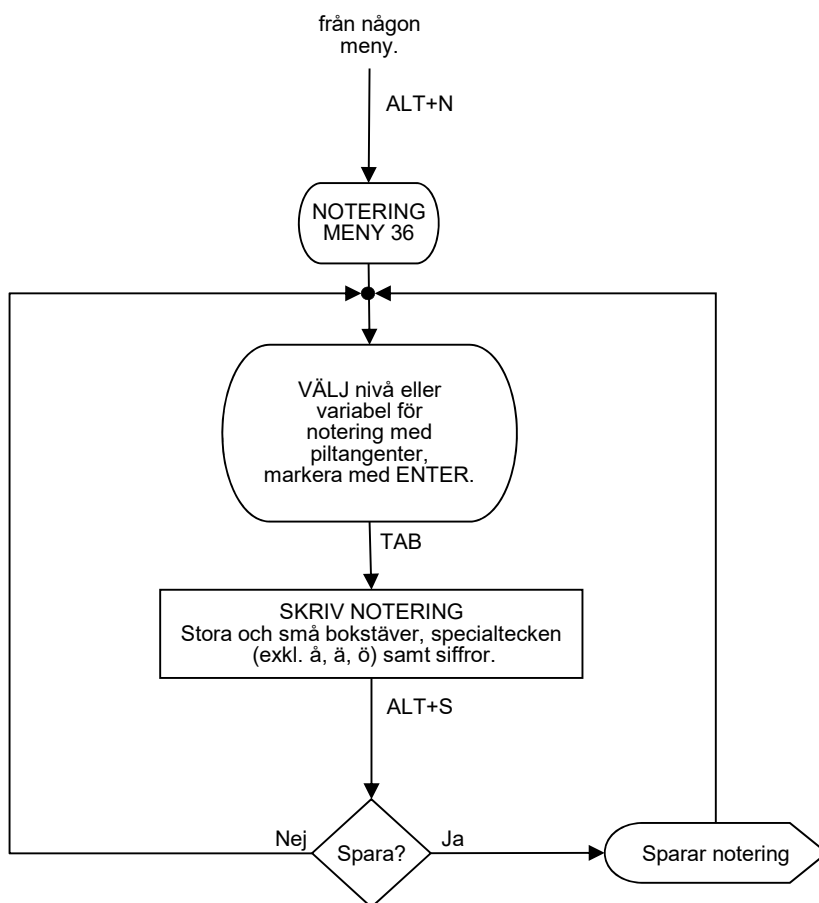 från någon
meny.
ALT+N
NOTERING
MENY 36
VÄLJ nivå eller
variabel för
notering med
piltangenter,
markera med ENTER.
TAB
SKRIV NOTERING
Stora och små bokstäver, specialtecken
(exkl. å, ä, ö) samt siffror.
ALT+S
Nej
Spara?
Ja
Sparar notering